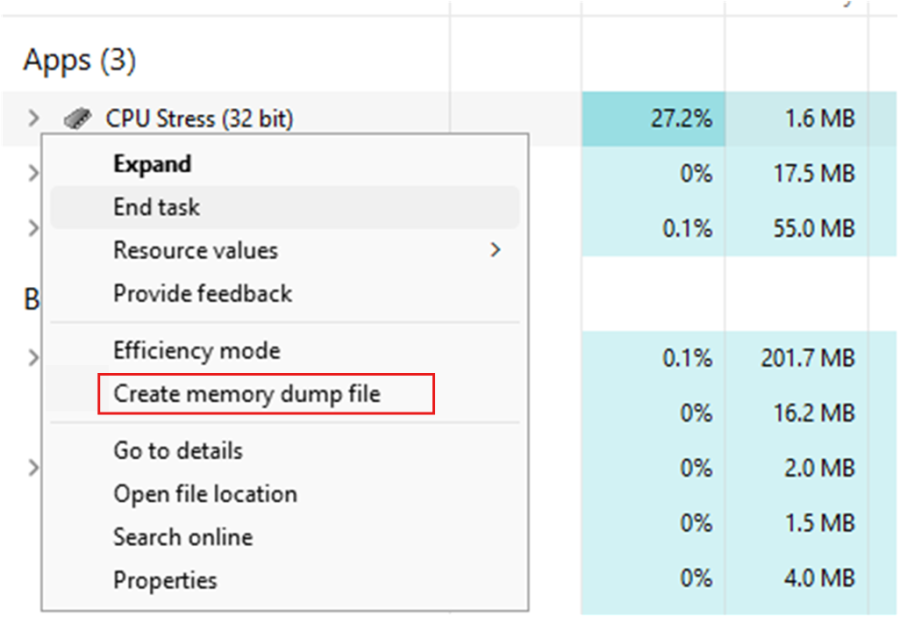 Apps (3)
CPU Stress (32 bit) 27.2% 1.6 MB
Expand
0% 17.5 MB
End task
0.1% 55.0 MB
Resource values
Provide feedback
B
Efficiency mode
0.1% 201.7 MB
Create memory dump file
0% 16.2 MB
Go to details
0% 2.0 MB
Open file location
0% 1.5 MB
Search online
Properties
0% 4.0 MB